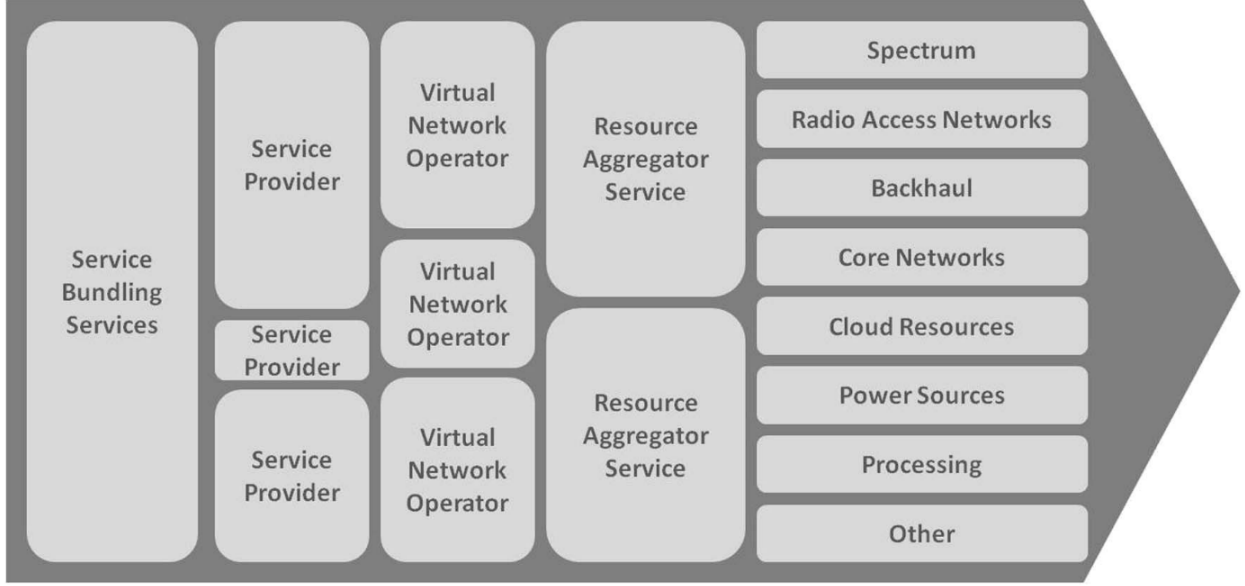 Service
Bundling
Services
Service
Provider
Service
Provider
Service
Provider
Virtual
Network
Operator
Virtual
Network
Operator
Virtual
Network
Operator
Resource
Aggregator
Service
Resource
Aggregator
Service
Spectrum
Radio Access Networks
Backhaul
Core Networks
Cloud Resources
Power Sources
Processing
Other